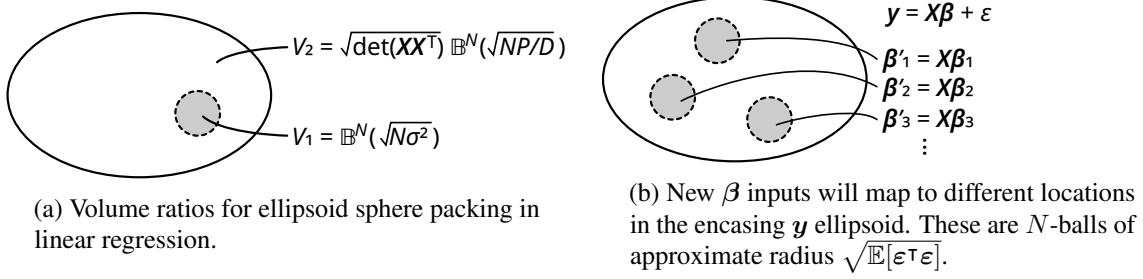 V₂ = √det(XXᵀ) 𝔹ᴺ(√NP/D)
V₁ = 𝔹ᴺ(√Nσ²)
(a) Volume ratios for ellipsoid sphere packing in
linear regression.
y = Xβ + ε
β′₁ = Xβ₁
β′₂ = Xβ₂
β′₃ = Xβ₃
⋮
(b) New β inputs will map to different locations
in the encasing y ellipsoid. These are N-balls of
approximate radius √𝔼[εᵀε].